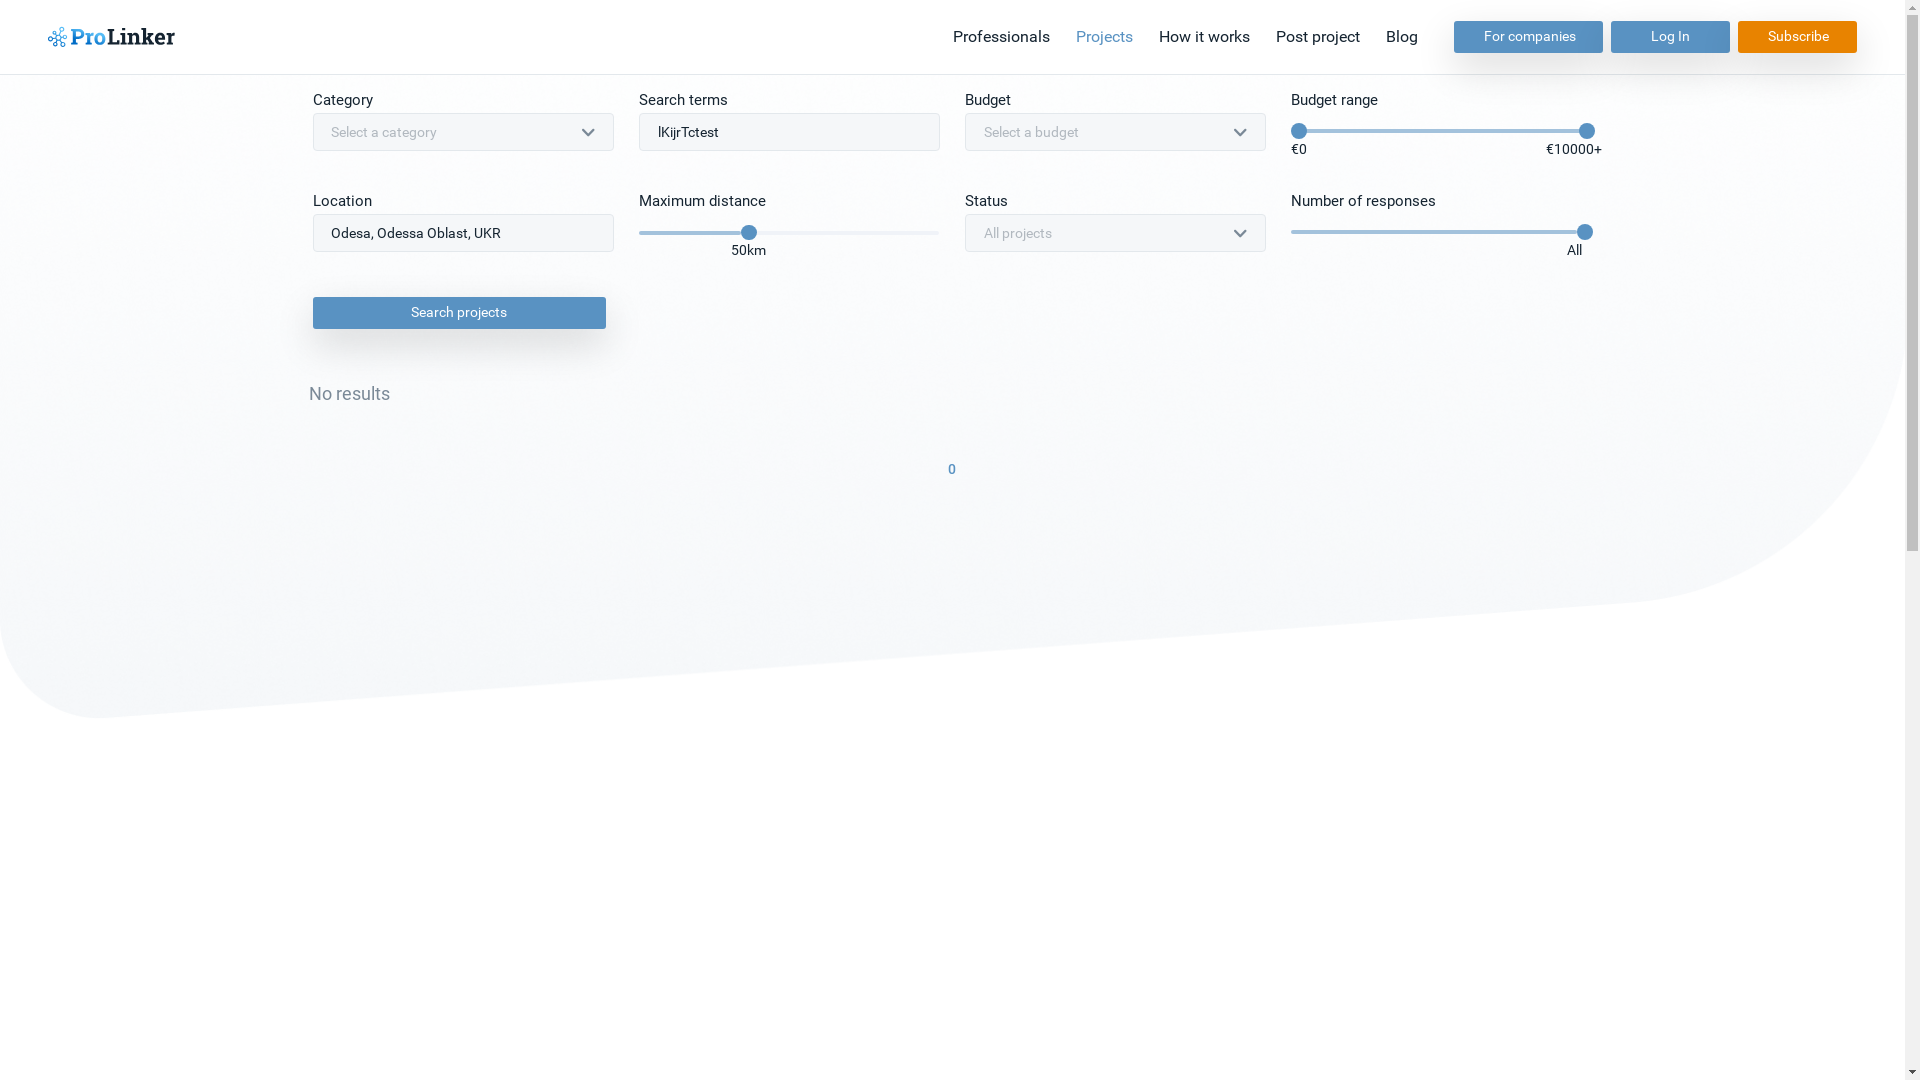 ProLinker
Professionals
Projects
How it works
Post project
Blog
For companies
Log In
Subscribe
Category
Search terms
Budget
Budget range
Select a category
lKijrTctest
Select a budget
€0
€10000+
Location
Maximum distance
Status
Number of responses
Odesa, Odessa Oblast, UKR
50km
All projects
All
Search projects
No results
0